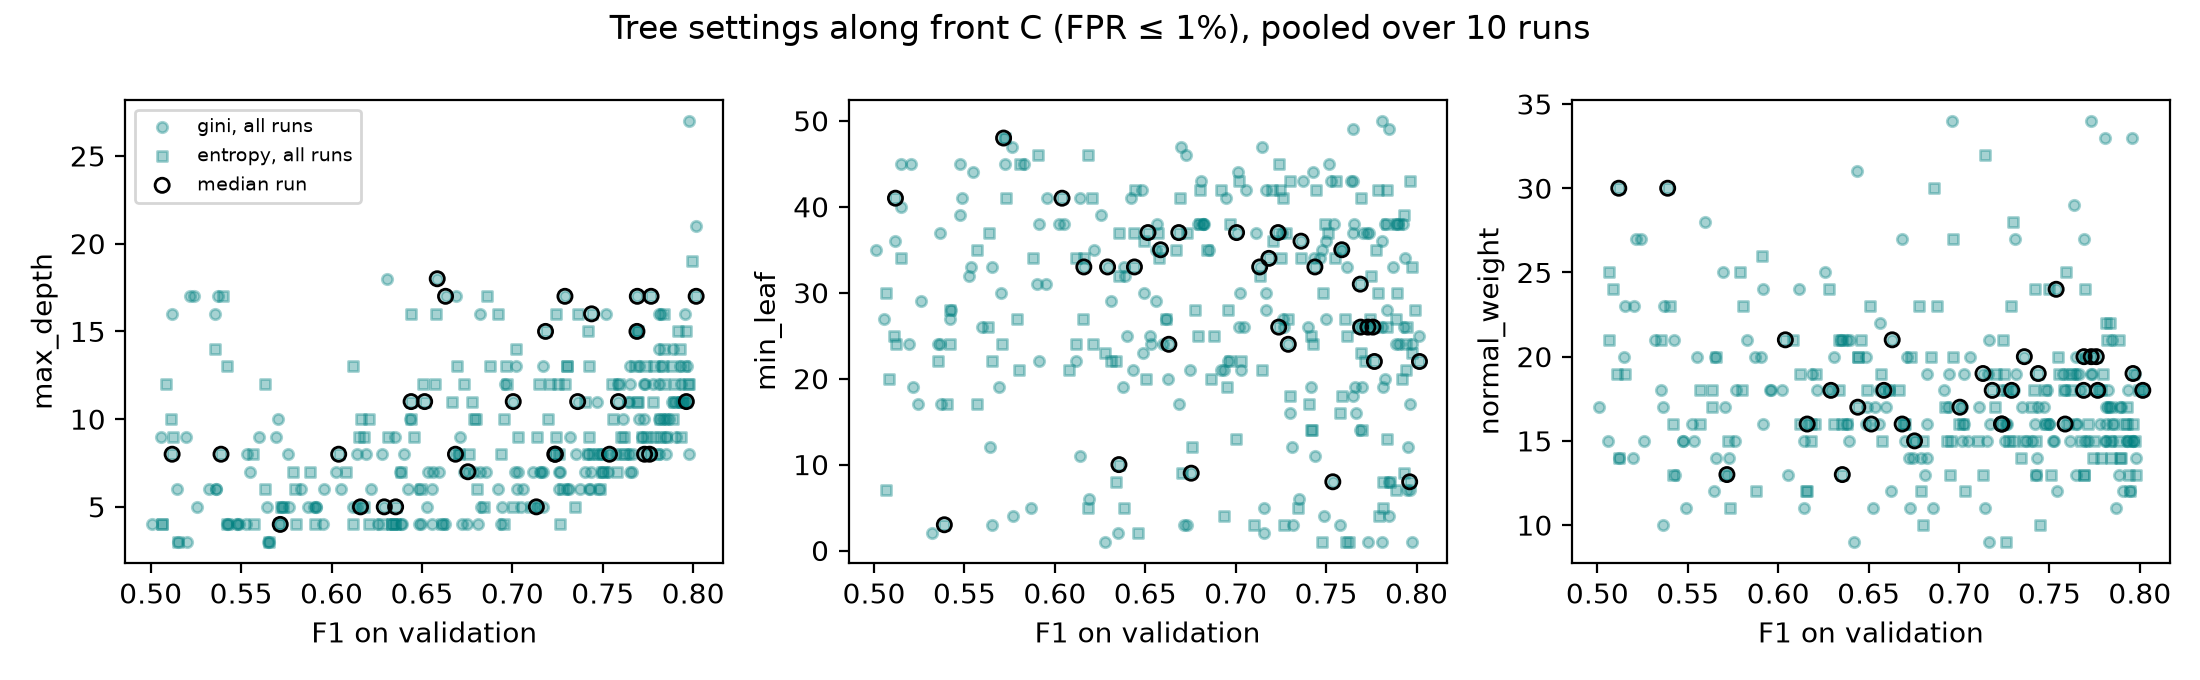 Tree settings along front C (FPR ≤ 1%), pooled over 10 runs
gini, all runs
entropy, all runs
median run
max_depth
25
20
15
10
5
0.50 0.55 0.60 0.65 0.70 0.75 0.80
F1 on validation
min_leaf
50
40
30
20
10
0
0.50 0.55 0.60 0.65 0.70 0.75 0.80
F1 on validation
normal_weight
35
30
25
20
15
10
0.50 0.55 0.60 0.65 0.70 0.75 0.80
F1 on validation